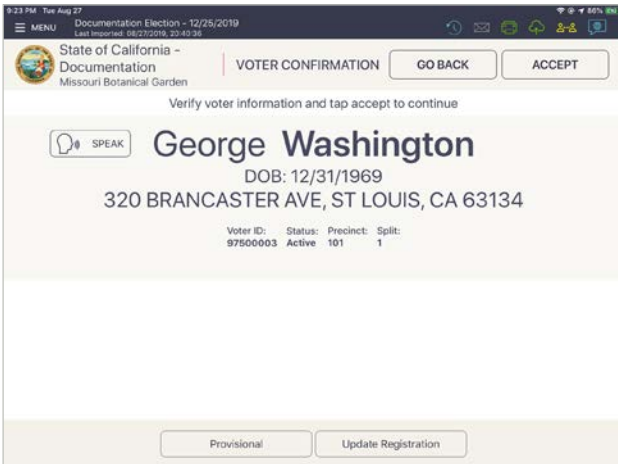 9:23 PM Tue Aug 27
86%
MENU
Documentation Election - 12/25/2019
Last Imported: 08/27/2019, 20:40:36
State of California -
Documentation
Missouri Botanical Garden
VOTER CONFIRMATION
GO BACK
ACCEPT
Verify voter information and tap accept to continue
SPEAK
George Washington
DOB: 12/31/1969
320 BRANCASTER AVE, ST LOUIS, CA 63134
Voter ID: Status: Precinct: Split:
97500003 Active 101 1
Provisional
Update Registration